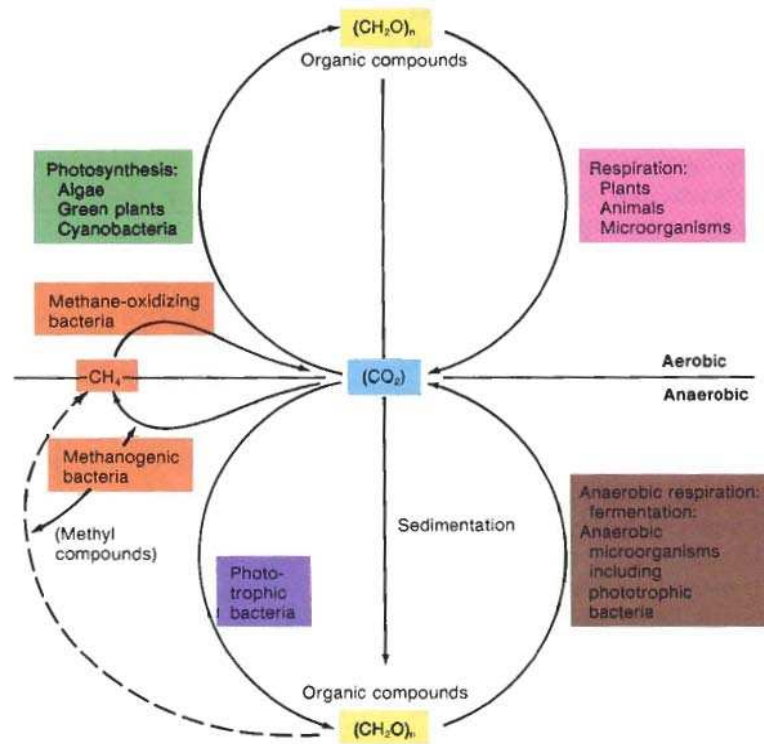 (CH₂O)ₙ
Organic compounds
Photosynthesis:
Algae
Green plants
Cyanobacteria
Respiration:
Plants
Animals
Microorganisms
Methane-oxidizing
bacteria
CH₄
(CO₂)
Aerobic
Anaerobic
Methanogenic
bacteria
(Methyl
compounds)
Photo-
trophic
bacteria
Sedimentation
Anaerobic respiration:
fermentation:
Anaerobic
microorganisms
including
phototrophic
bacteria
Organic compounds
(CH₂O)ₙ